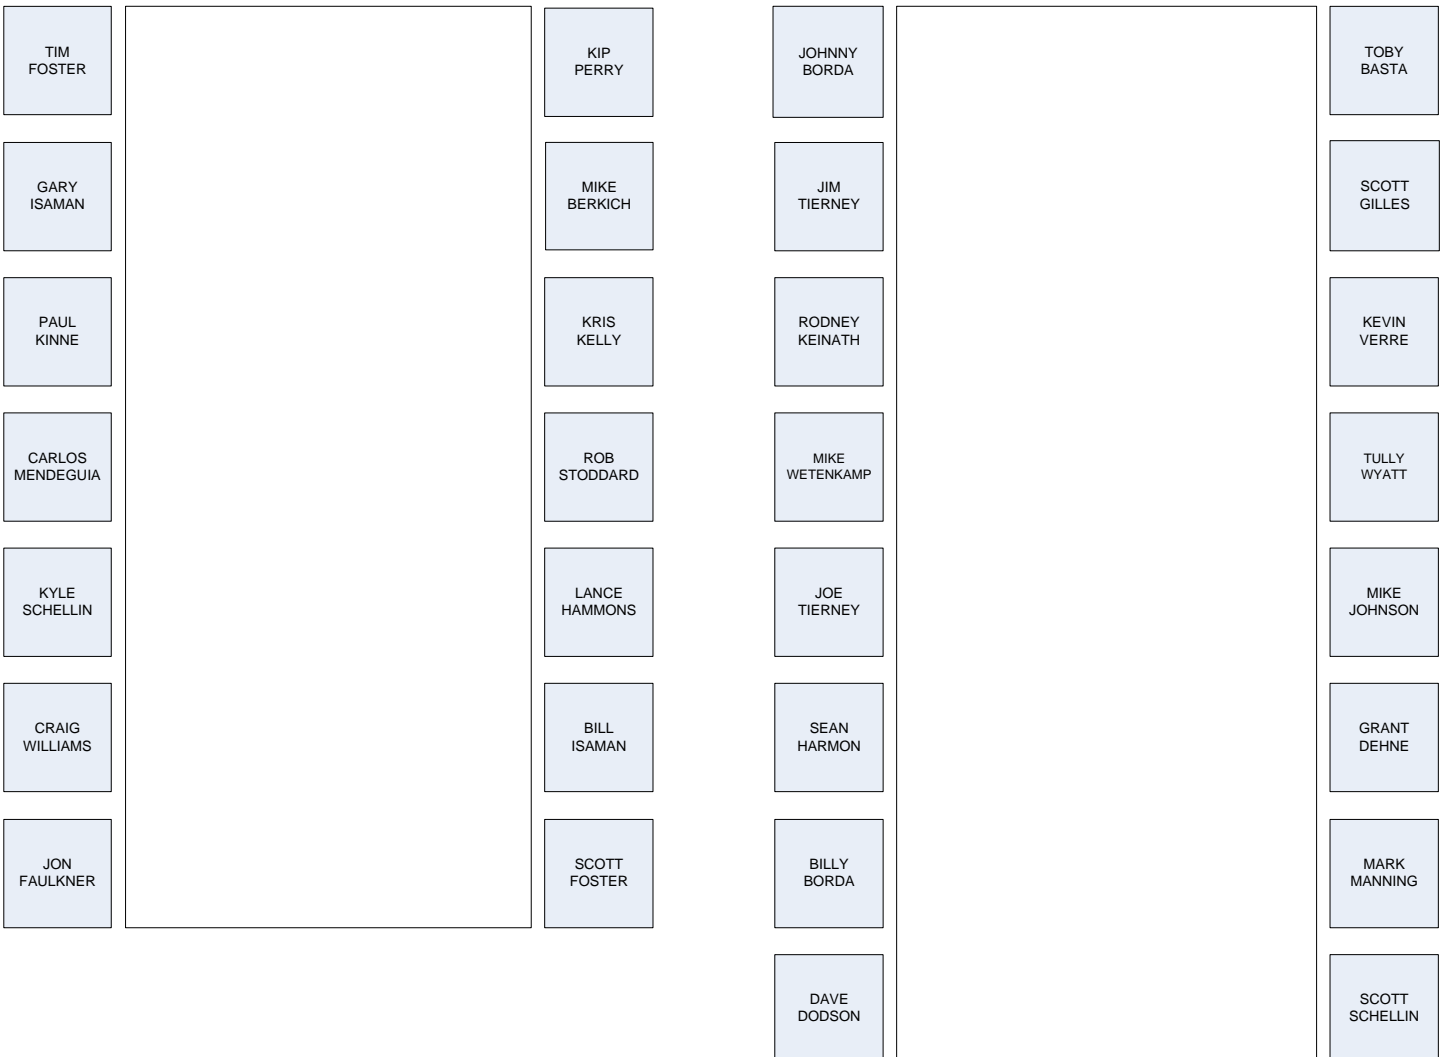 TIM
FOSTER
KIP
PERRY
JOHNNY
BORDA
TOBY
BASTA
GARY
ISAMAN
MIKE
BERKICH
JIM
TIERNEY
SCOTT
GILLES
PAUL
KINNE
KRIS
KELLY
RODNEY
KEINATH
KEVIN
VERRE
CARLOS
MENDEGUIA
ROB
STODDARD
MIKE
WETENKAMP
TULLY
WYATT
KYLE
SCHELLIN
LANCE
HAMMONS
JOE
TIERNEY
MIKE
JOHNSON
CRAIG
WILLIAMS
BILL
ISAMAN
SEAN
HARMON
GRANT
DEHNE
JON
FAULKNER
SCOTT
FOSTER
BILLY
BORDA
MARK
MANNING
DAVE
DODSON
SCOTT
SCHELLIN